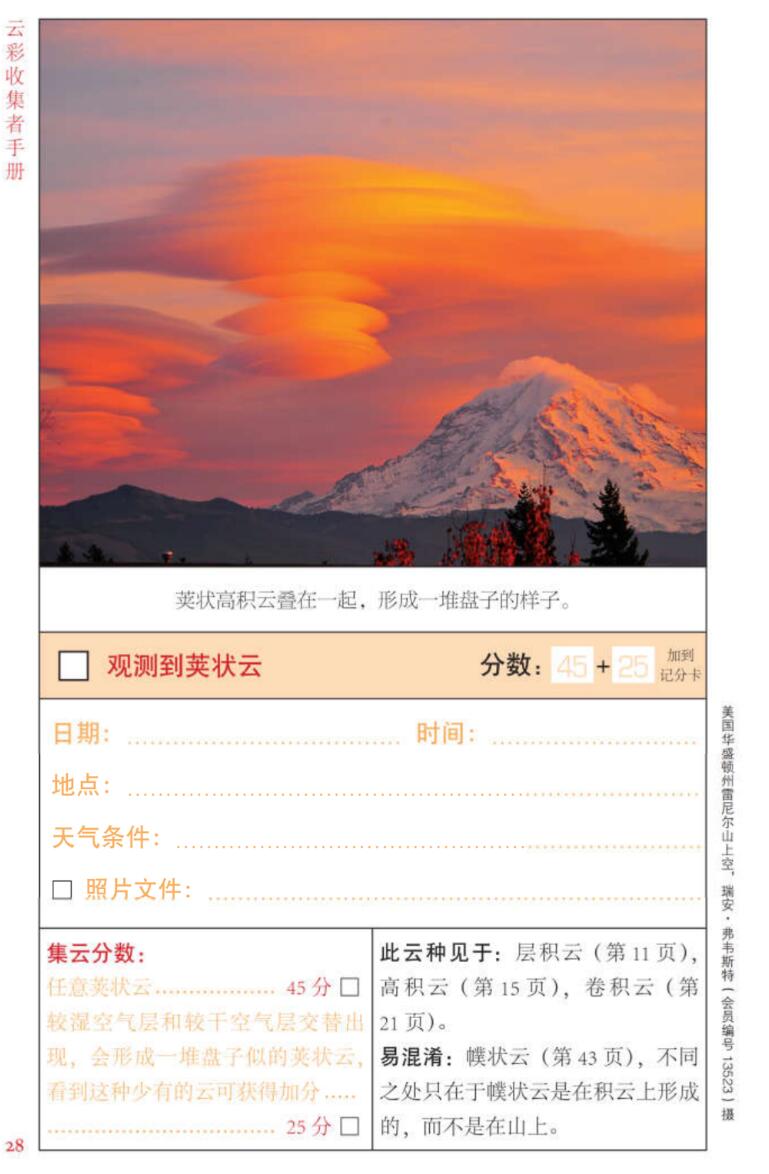 云彩收集者手册
荚状高积云叠在一起，形成一堆盘子的样子。
观测到荚状云
分数：45+25 加到
记分卡
日期：
时间：
地点：
天气条件：
照片文件：
美国华盛顿州雷尼尔山上空，瑞安·弗韦斯特（会员编号 13523）摄
集云分数：
任意荚状云.................. 45 分
较湿空气层和较干空气层交替出
现，会形成一堆盘子似的荚状云，
看到这种少有的云可获得加分.....
.................................. 25 分
此云种见于：层积云（第 11 页），
高积云（第 15 页），卷积云（第
21 页）。
易混淆：幞状云（第 43 页），不同
之处只在于幞状云是在积云上形成
的，而不是在山上。
28